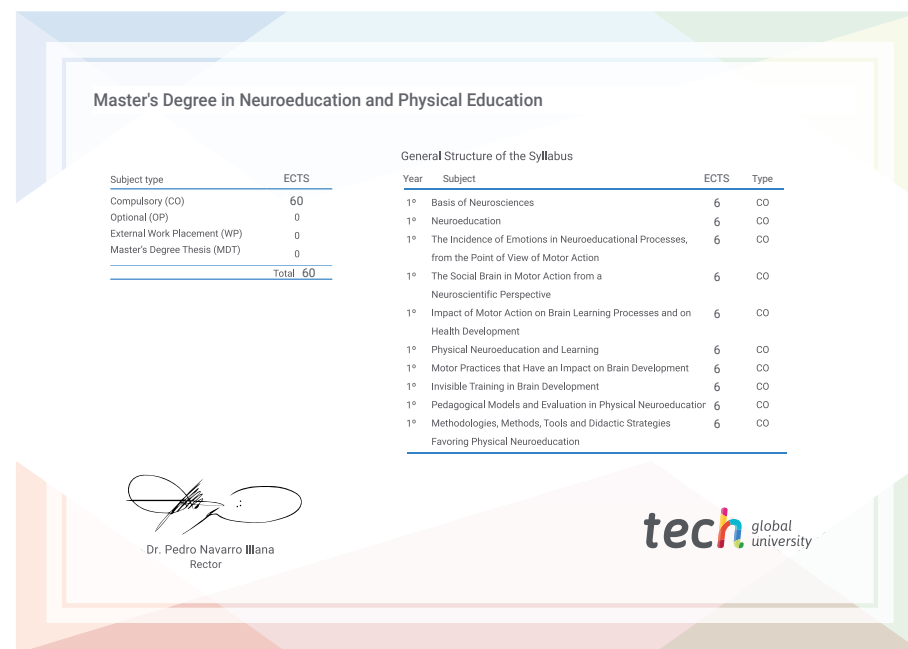 Master's Degree in Neuroeducation and Physical Education
Subject type ECTS
Compulsory (CO) 60
Optional (OP) 0
External Work Placement (WP) 0
Master's Degree Thesis (MDT) 0
Total 60
General Structure of the Syllabus
Year Subject ECTS Type
1º Basis of Neurosciences 6 CO
1º Neuroeducation 6 CO
1º The Incidence of Emotions in Neuroeducational Processes, 6 CO
from the Point of View of Motor Action
1º The Social Brain in Motor Action from a 6 CO
Neuroscientific Perspective
1º Impact of Motor Action on Brain Learning Processes and on 6 CO
Health Development
1º Physical Neuroeducation and Learning 6 CO
1º Motor Practices that Have an Impact on Brain Development 6 CO
1º Invisible Training in Brain Development 6 CO
1º Pedagogical Models and Evaluation in Physical Neuroeducation 6 CO
1º Methodologies, Methods, Tools and Didactic Strategies 6 CO
Favoring Physical Neuroeducation
Dr. Pedro Navarro Illana
Rector
tech global
university